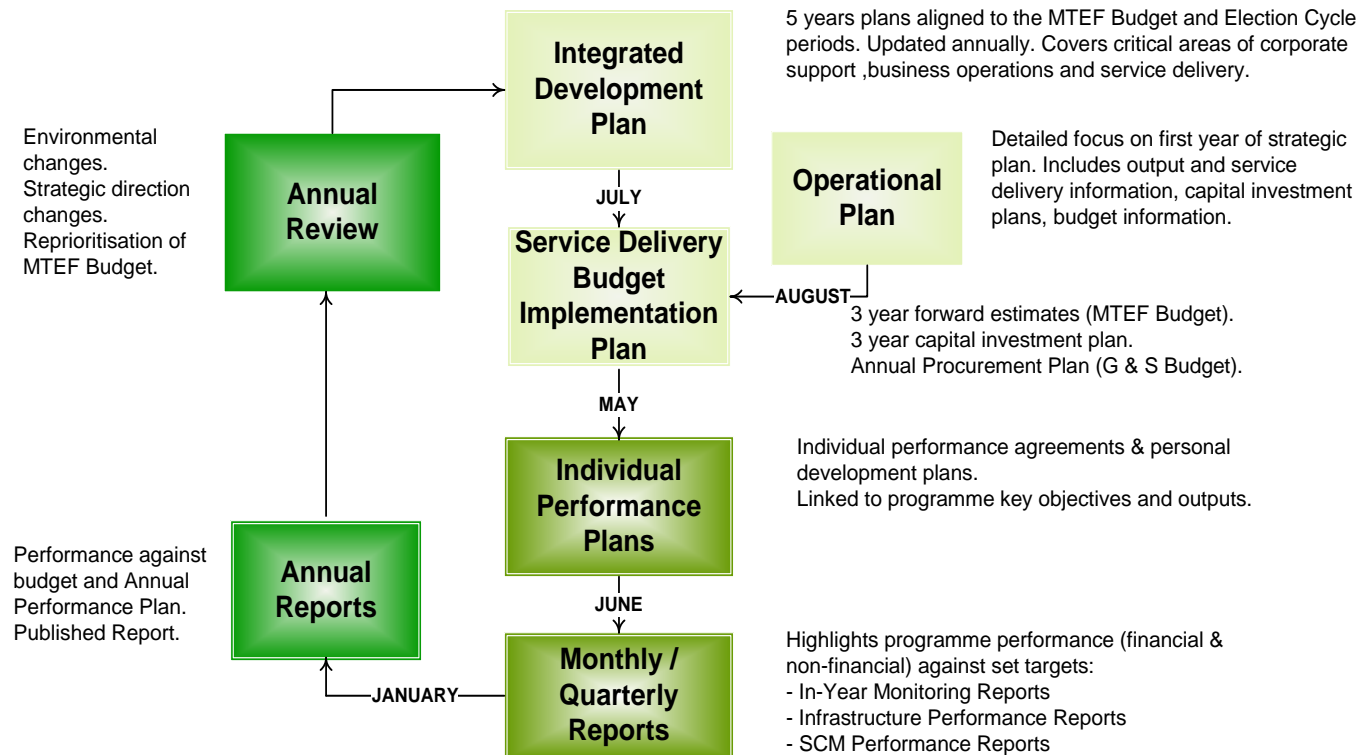 5 years plans aligned to the MTEF Budget and Election Cycle
periods. Updated annually. Covers critical areas of corporate
support ,business operations and service delivery.
Integrated
Development
Plan
Environmental
changes.
Strategic direction
changes.
Reprioritisation of
MTEF Budget.
Annual
Review
JULY
Operational
Plan
Detailed focus on first year of strategic
plan. Includes output and service
delivery information, capital investment
plans, budget information.
Service Delivery
Budget
Implementation
Plan
AUGUST
3 year forward estimates (MTEF Budget).
3 year capital investment plan.
Annual Procurement Plan (G & S Budget).
MAY
Individual
Performance
Plans
Individual performance agreements & personal
development plans.
Linked to programme key objectives and outputs.
Performance against
budget and Annual
Performance Plan.
Published Report.
Annual
Reports
JUNE
Monthly /
Quarterly
Reports
JANUARY
Highlights programme performance (financial &
non-financial) against set targets:
- In-Year Monitoring Reports
- Infrastructure Performance Reports
- SCM Performance Reports